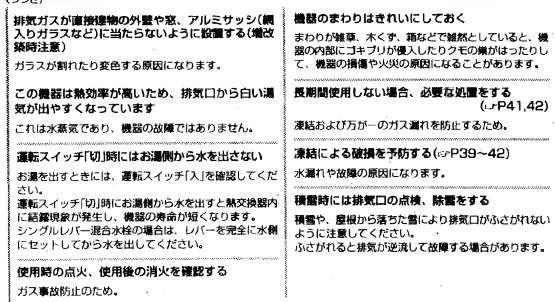 排気ガスが直接建物の外壁や窓、アルミサッシ(網
入りガラスなど)に当たらないように設置する(増改
築時注意)
ガラスが割れたり変色する原因になります。
この機器は熱効率が高いため、排気口から白い湯
気が出やすくなっています
これは水蒸気であり、機器の故障ではありません。
運転スイッチ「切」時にはお湯側から水を出さない
お湯を出すときには、運転スイッチ「入」を確認してくだ
さい。
運転スイッチ「切」時にお湯側から水を出すと熱交換器内
に結露現象が発生し、機器の寿命が短くなります。
シングルレバー混合水栓の場合は、レバーを完全に水側
にセットしてから水を出してください。
使用時の点火、使用後の消火を確認する
ガス事故防止のため。
機器のまわりはきれいにしておく
まわりが雑草、木くず、箱などで雑然としていると、機
器の内部にゴキブリが侵入したりクモの巣がはったりし
て、機器の損傷や火災の原因になることがあります。
長期間使用しない場合、必要な処置をする
(☞P41,42)
凍結および万が一のガス漏れを防止するため。
凍結による破損を予防する(☞P39~42)
水漏れや故障の原因になります。
積雪時には排気口の点検、除雪をする
積雪や、屋根から落ちた雪により排気口がふさがれない
ように注意してください。
ふさがれると排気が逆流して故障する場合があります。